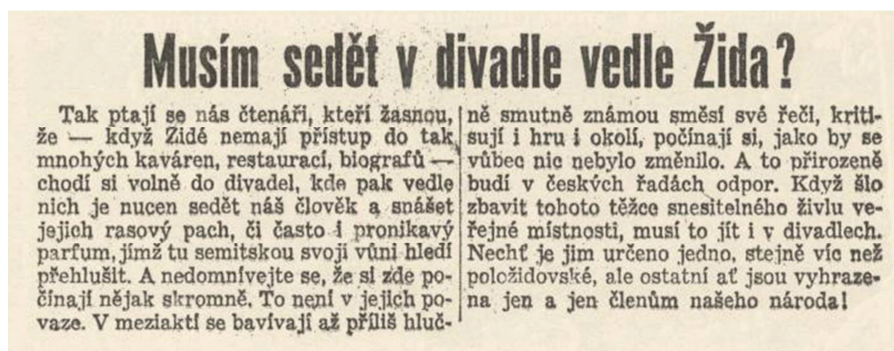 Musím sedět v divadle vedle Žida?
Tak ptají se nás čtenáři, kteří žasnou,
že — když Zidé nemají přístup do tak
mnohých kaváren, restaurací, biografů —
chodí si volně do divadel, kde pak vedle
nich je nucen sedět náš člověk a snášet
jejich rasový pach, či často i pronikavý
parfum, jímž tu semitskou svoji vůni hledí
přehlušit. A nedomnívejte se, že si zde po-
čínají nějak skromně. To není v jejich po-
vaze. V meziaktí se bavívají až příliš hluč-
ně smutně známou směsí své řeči, kriti-
sují i hru i okolí, počínají si, jako by se
vůbec nic nebylo změnilo. A to přirozeně
budí v českých řadách odpor. Když šlo
zbavit tohoto těžce snesitelného živlu ve-
řejné místnosti, musí to jít i v divadlech.
Nechť je jim určeno jedno, stejně víc než
položidovské, ale ostatní ať jsou vyhraze-
na jen a jen členům našeho národa!